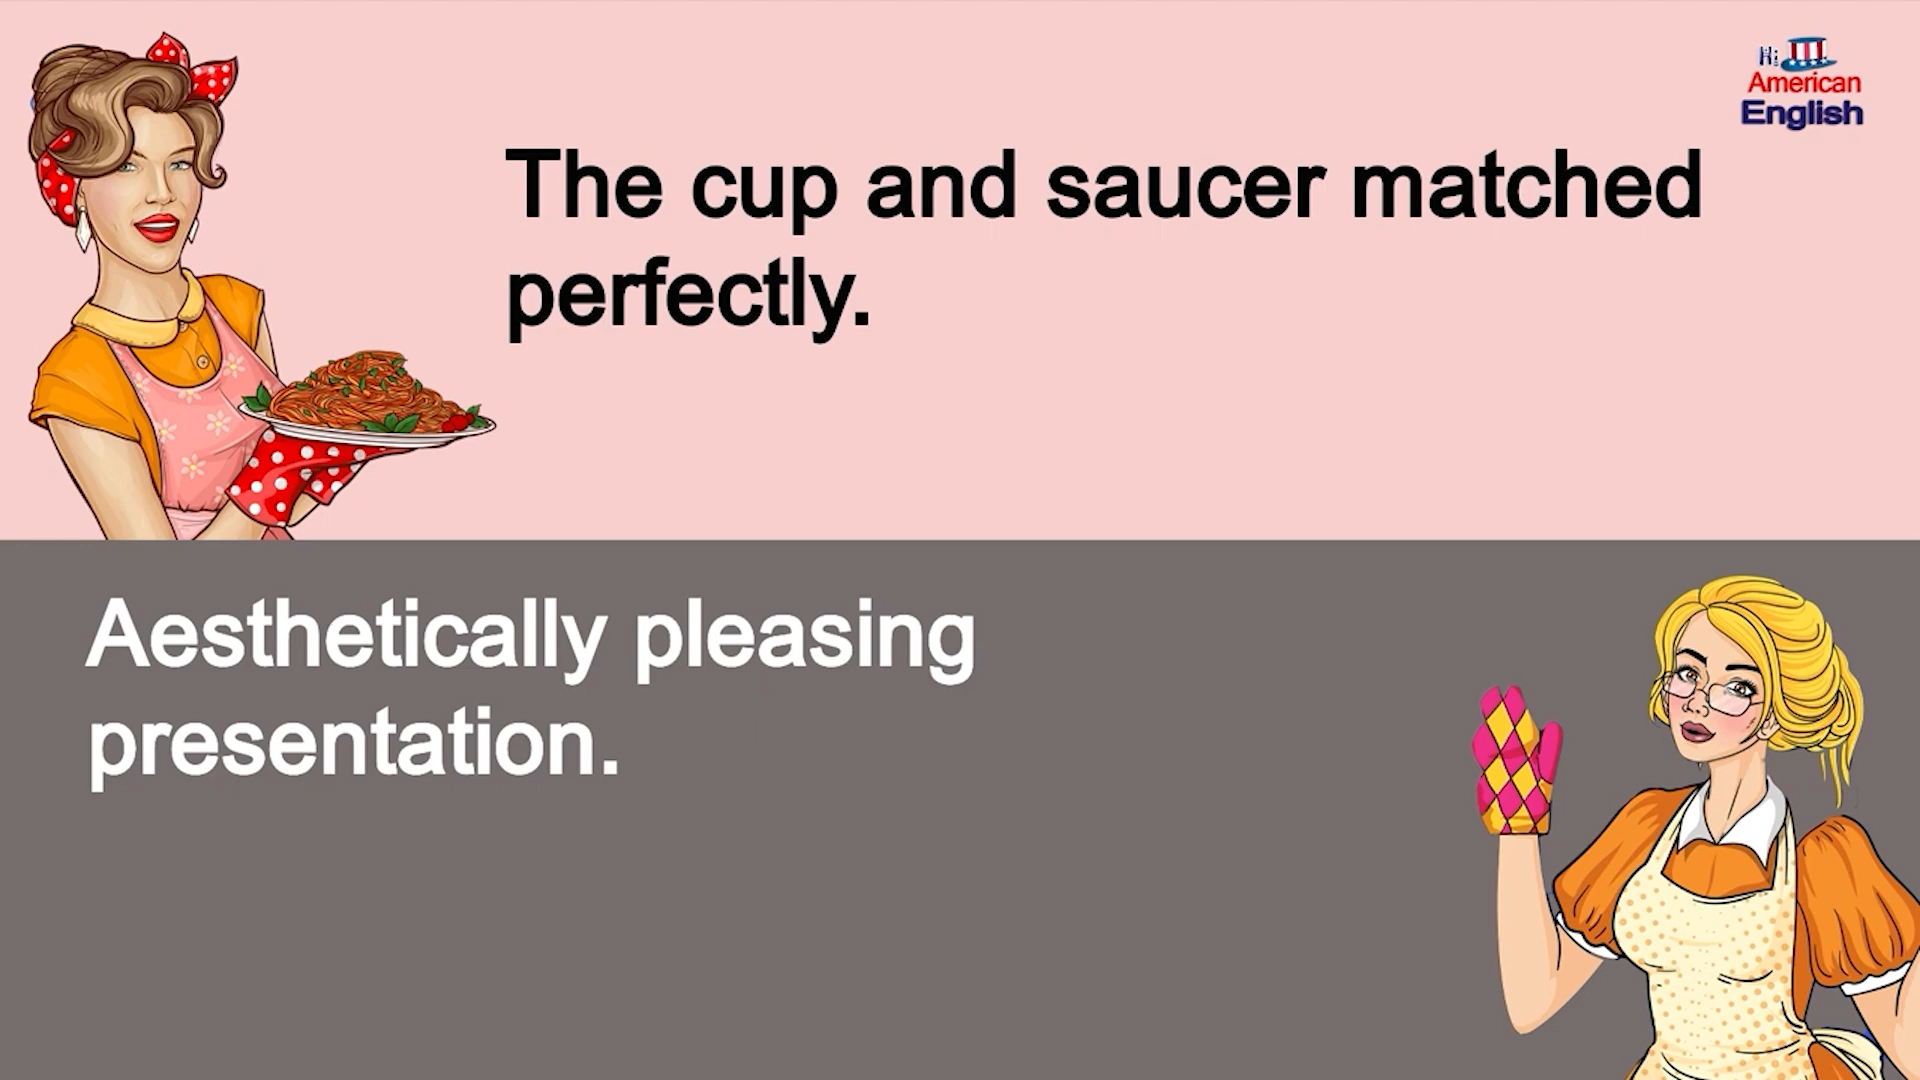 Hi
American
English
The cup and saucer matched
perfectly.
Aesthetically pleasing
presentation.